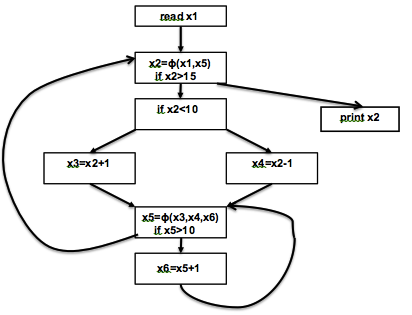 read x1
x2=ф(x1,x5)
if x2>15
if x2<10
print x2
x3=x2+1
x4=x2-1
x5=ф(x3,x4,x6)
if x5>10
x6=x5+1